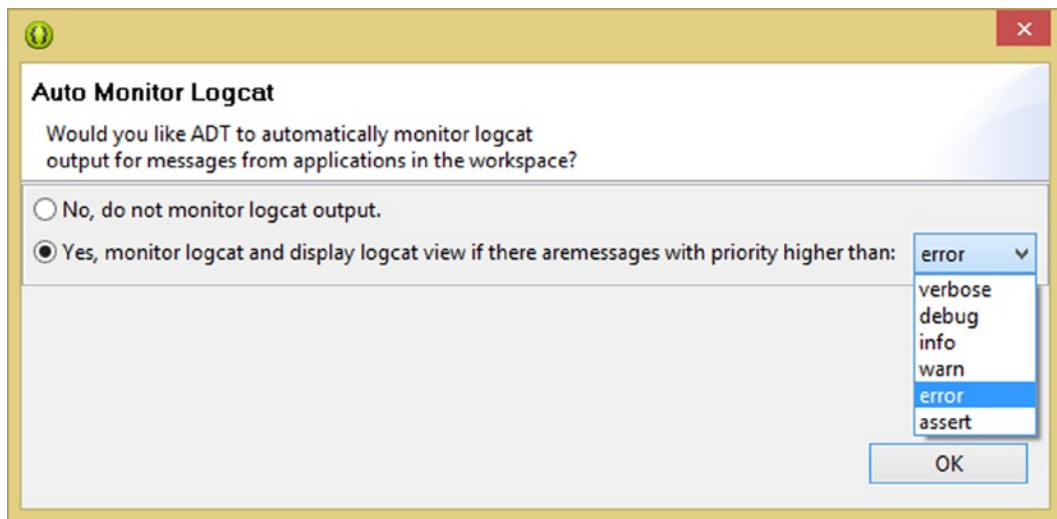 Auto Monitor Logcat
Would you like ADT to automatically monitor logcat
output for messages from applications in the workspace?
No, do not monitor logcat output.
Yes, monitor logcat and display logcat view if there aremessages with priority higher than: error
verbose
debug
info
warn
error
assert
OK